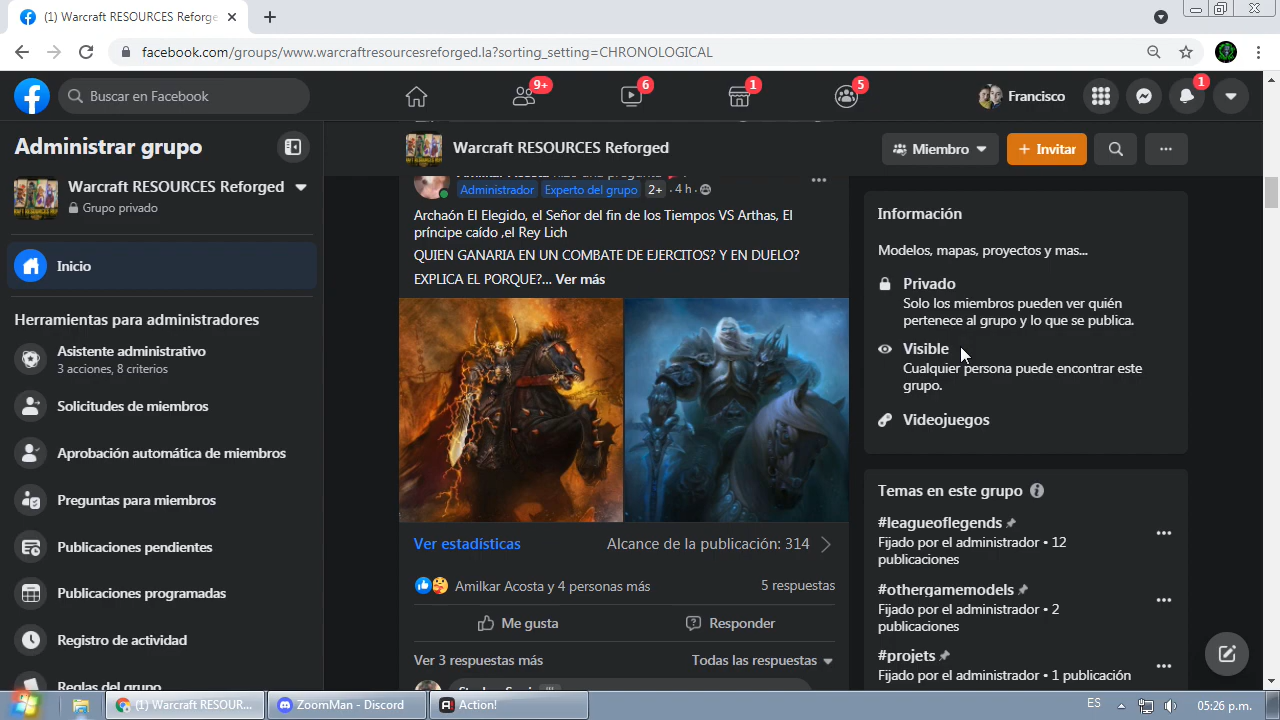 (1) Warcraft RESOURCES Reforge
facebook.com/groups/www.warcraftresourcesreforged.la?sorting_setting=CHRONOLOGICAL
Buscar en Facebook
9+
6
1
5
Francisco
1
Administrar grupo
Warcraft RESOURCES Reforged
Grupo privado
Inicio
Herramientas para administradores
Asistente administrativo
3 acciones, 8 criterios
Solicitudes de miembros
Aprobación automática de miembros
Preguntas para miembros
Publicaciones pendientes
Publicaciones programadas
Registro de actividad
Reglas del grupo
Warcraft RESOURCES Reforged
Miembro
+ Invitar
Administrador Experto del grupo 2+ · 4 h ·
Archaón El Elegido, el Señor del fin de los Tiempos VS Arthas, El
príncipe caído ,el Rey Lich
QUIEN GANARIA EN UN COMBATE DE EJERCITOS? Y EN DUELO?
EXPLICA EL PORQUE?... Ver más
Ver estadísticas
Alcance de la publicación: 314
Amilkar Acosta y 4 personas más
5 respuestas
Me gusta
Responder
Ver 3 respuestas más
Todas las respuestas
Información
Modelos, mapas, proyectos y mas...
Privado
Solo los miembros pueden ver quién
pertenece al grupo y lo que se publica.
Visible
Cualquier persona puede encontrar este
grupo.
Videojuegos
Temas en este grupo
#leagueoflegends
Fijado por el administrador • 12
publicaciones
#othergamemodels
Fijado por el administrador • 2
publicaciones
#projets
Fijado por el administrador • 1 publicación
(1) Warcraft RESOUR...
ZoomMan - Discord
Action!
ES
05:26 p.m.